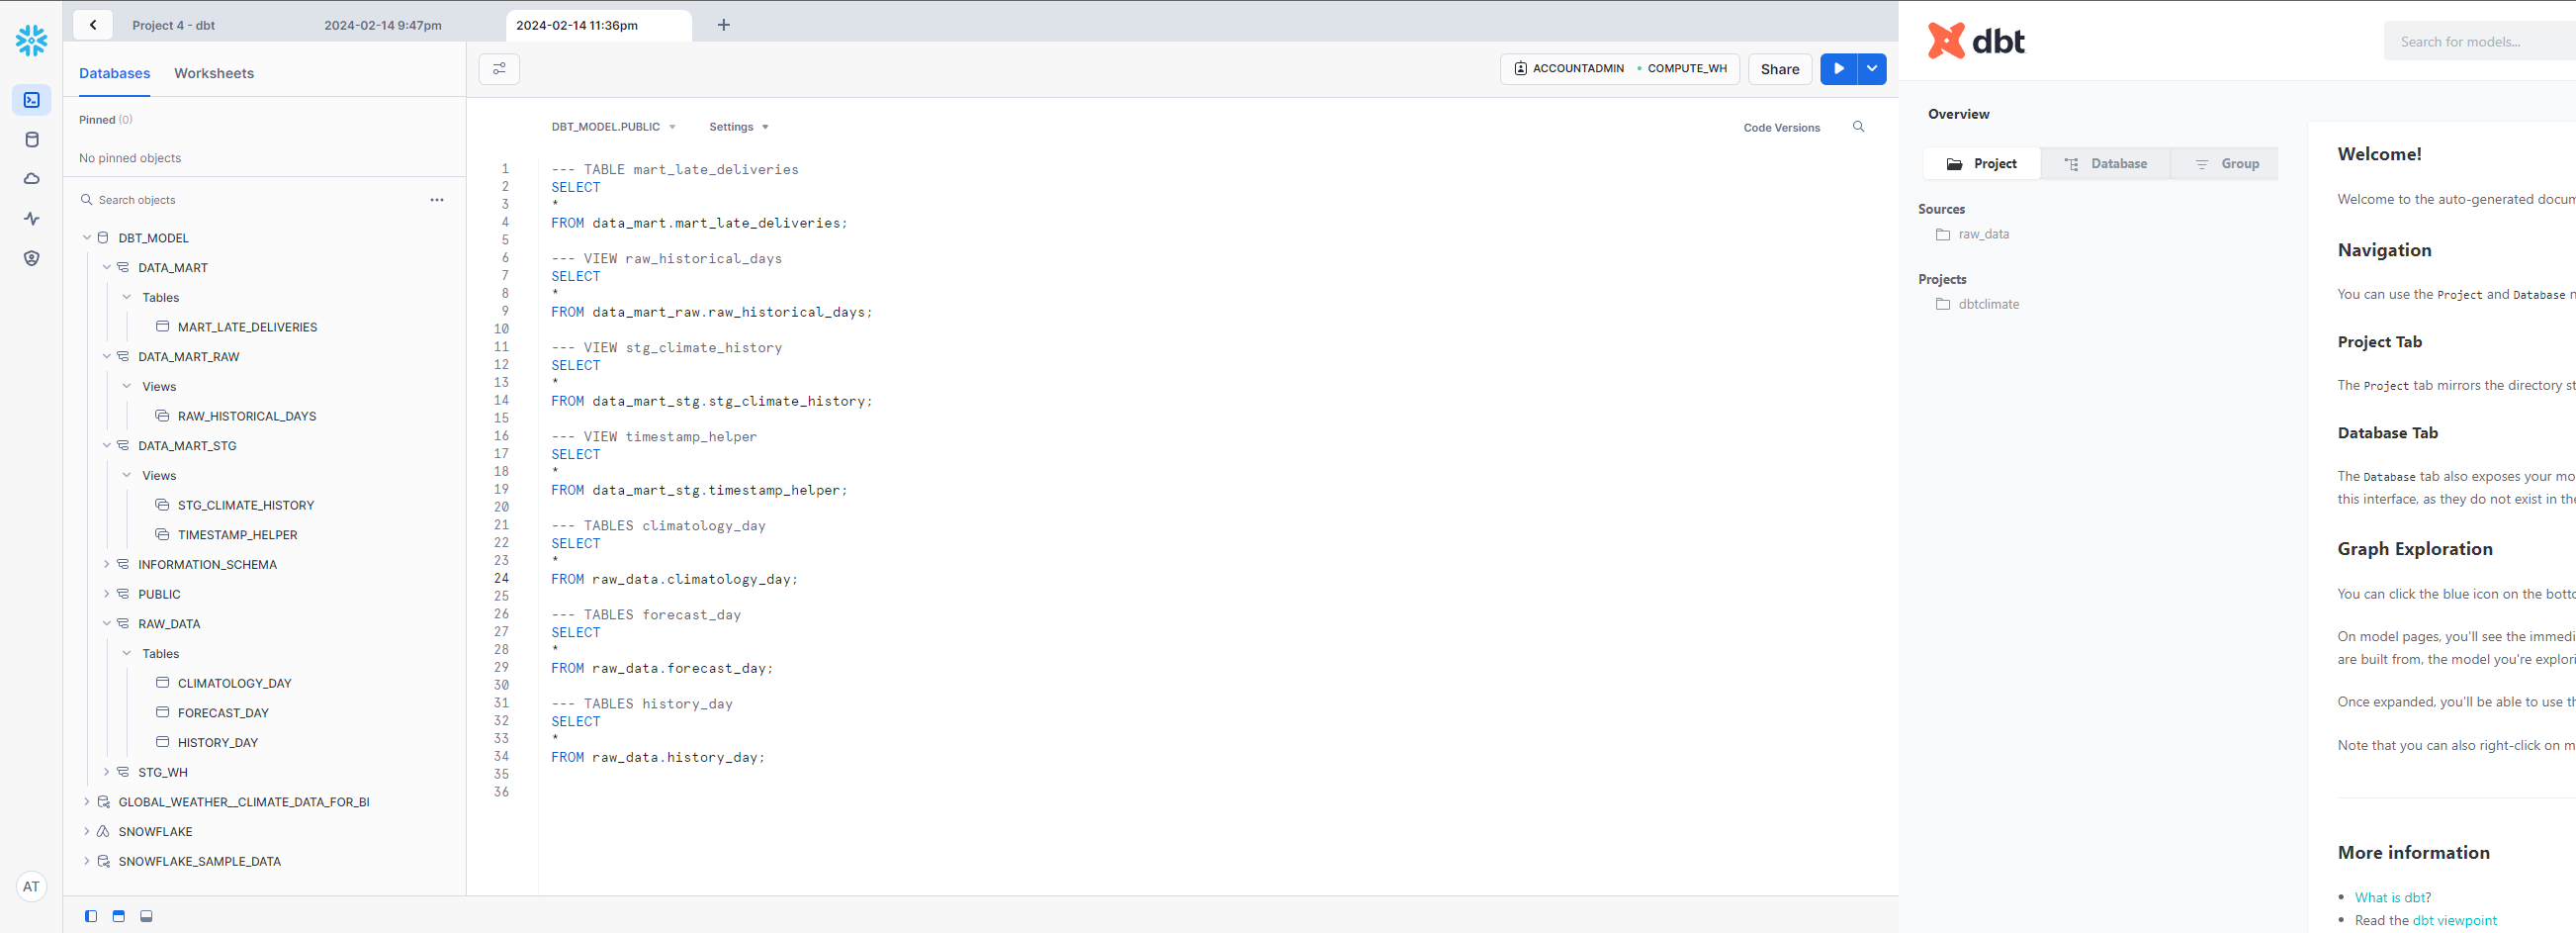 Project 4 - dbt
2024-02-14 9:47pm
2024-02-14 11:36pm
Databases
Worksheets
Pinned (0)
No pinned objects
Search objects
DBT_MODEL
DATA_MART
Tables
MART_LATE_DELIVERIES
DATA_MART_RAW
Views
RAW_HISTORICAL_DAYS
DATA_MART_STG
Views
STG_CLIMATE_HISTORY
TIMESTAMP_HELPER
INFORMATION_SCHEMA
PUBLIC
RAW_DATA
Tables
CLIMATOLOGY_DAY
FORECAST_DAY
HISTORY_DAY
STG_WH
GLOBAL_WEATHER__CLIMATE_DATA_FOR_BI
SNOWFLAKE
SNOWFLAKE_SAMPLE_DATA
AT
ACCOUNTADMIN • COMPUTE_WH
Share
DBT_MODEL.PUBLIC
Settings
Code Versions
1 --- TABLE mart_late_deliveries
2 SELECT
3 *
4 FROM data_mart.mart_late_deliveries;
5
6 --- VIEW raw_historical_days
7 SELECT
8 *
9 FROM data_mart_raw.raw_historical_days;
10
11 --- VIEW stg_climate_history
12 SELECT
13 *
14 FROM data_mart_stg.stg_climate_history;
15
16 --- VIEW timestamp_helper
17 SELECT
18 *
19 FROM data_mart_stg.timestamp_helper;
20
21 --- TABLES climatology_day
22 SELECT
23 *
24 FROM raw_data.climatology_day;
25
26 --- TABLES forecast_day
27 SELECT
28 *
29 FROM raw_data.forecast_day;
30
31 --- TABLES history_day
32 SELECT
33 *
34 FROM raw_data.history_day;
35
36
dbt
Search for models...
Overview
Project
Database
Group
Sources
raw_data
Projects
dbtclimate
Welcome!
Welcome to the auto-generated docum
Navigation
You can use the Project and Database n
Project Tab
The Project tab mirrors the directory st
Database Tab
The Database tab also exposes your mo
this interface, as they do not exist in the
Graph Exploration
You can click the blue icon on the botto
On model pages, you'll see the immedi
are built from, the model you're explori
Once expanded, you'll be able to use th
Note that you can also right-click on m
More information
• What is dbt?
• Read the dbt viewpoint